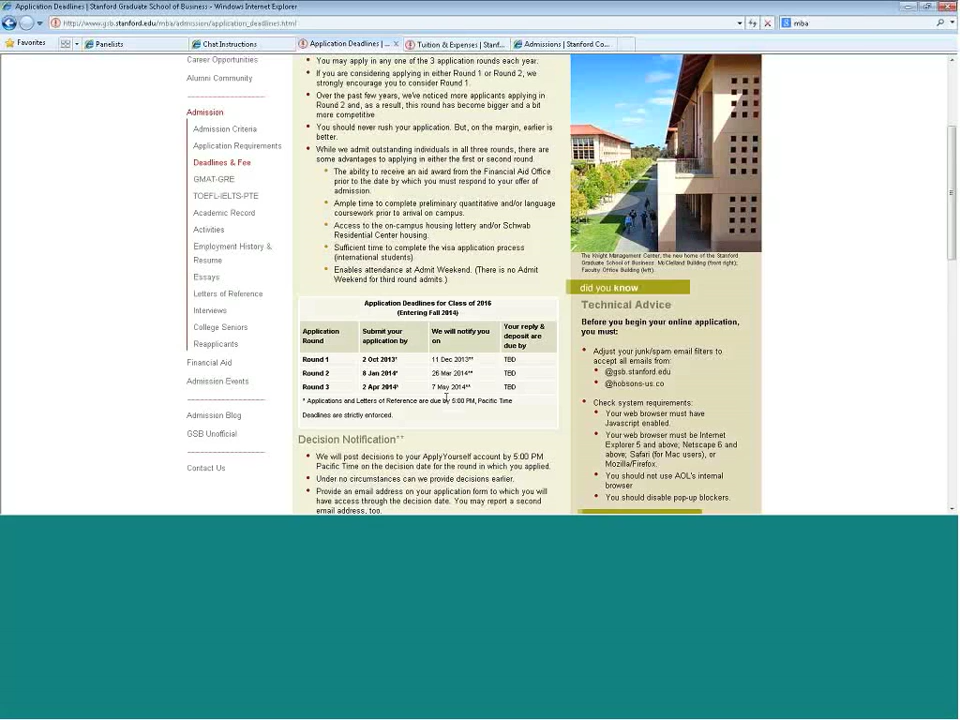 Application Deadlines | Stanford Graduate School of Business - Windows Internet Explorer
http://www.gsb.stanford.edu/mba/admission/application_deadlines.html
mba
Favorites
Panelists
Chat Instructions
Application Deadlines | ...
Tuition & Expenses | Stanf...
Admissions | Stanford Co...
Career Opportunities
Alumni Community
Admission
Admission Criteria
Application Requirements
Deadlines & Fee
GMAT-GRE
TOEFL-IELTS-PTE
Academic Record
Activities
Employment History &
Resume
Essays
Letters of Reference
Interviews
College Seniors
Reapplicants
Financial Aid
Admission Events
Admission Blog
GSB Unofficial
Contact Us
You may apply in any one of the 3 application rounds each year.
If you are considering applying in either Round 1 or Round 2, we
strongly encourage you to consider Round 1.
Over the past few years, we've noticed more applicants applying in
Round 2 and, as a result, this round has become bigger and a bit
more competitive
You should never rush your application. But, on the margin, earlier is
better.
While we admit outstanding individuals in all three rounds, there are
some advantages to applying in either the first or second round
The ability to receive an aid award from the Financial Aid Office
prior to the date by which you must respond to your offer of
admission.
Ample time to complete preliminary quantitative and/or language
coursework prior to arrival on campus.
Access to the on-campus housing lottery and/or Schwab
Residential Center housing.
Sufficient time to complete the visa application process
(international students).
Enables attendance at Admit Weekend. (There is no Admit
Weekend for third round admits.)
Application Deadlines for Class of 2016
(Entering Fall 2014)
Application Round | Submit your application by | We will notify you on | Your reply & deposit are due by
Round 1 | 2 Oct 2013* | 11 Dec 2013** | TBD
Round 2 | 8 Jan 2014* | 26 Mar 2014** | TBD
Round 3 | 2 Apr 2014* | 7 May 2014** | TBD
* Applications and Letters of Reference are due by 5:00 PM, Pacific Time
Deadlines are strictly enforced.
Decision Notification**
We will post decisions to your ApplyYourself account by 5:00 PM
Pacific Time on the decision date for the round in which you applied.
Under no circumstances can we provide decisions earlier.
Provide an email address on your application form to which you will
have access through the decision date. You may report a second
email address, too.
The Knight Management Center, the new home of the Stanford
Graduate School of Business: McClelland Building (front right);
Faculty Office Building (left).
did you know
Technical Advice
Before you begin your online application,
you must:
Adjust your junk/spam email filters to
accept all emails from:
@gsb.stanford.edu
@hobsons-us.co
Check system requirements:
Your web browser must have
Javascript enabled.
Your web browser must be Internet
Explorer 5 and above; Netscape 6 and
above; Safari (for Mac users), or
Mozilla/Firefox.
You should not use AOL's internal
browser
You should disable pop-up blockers.